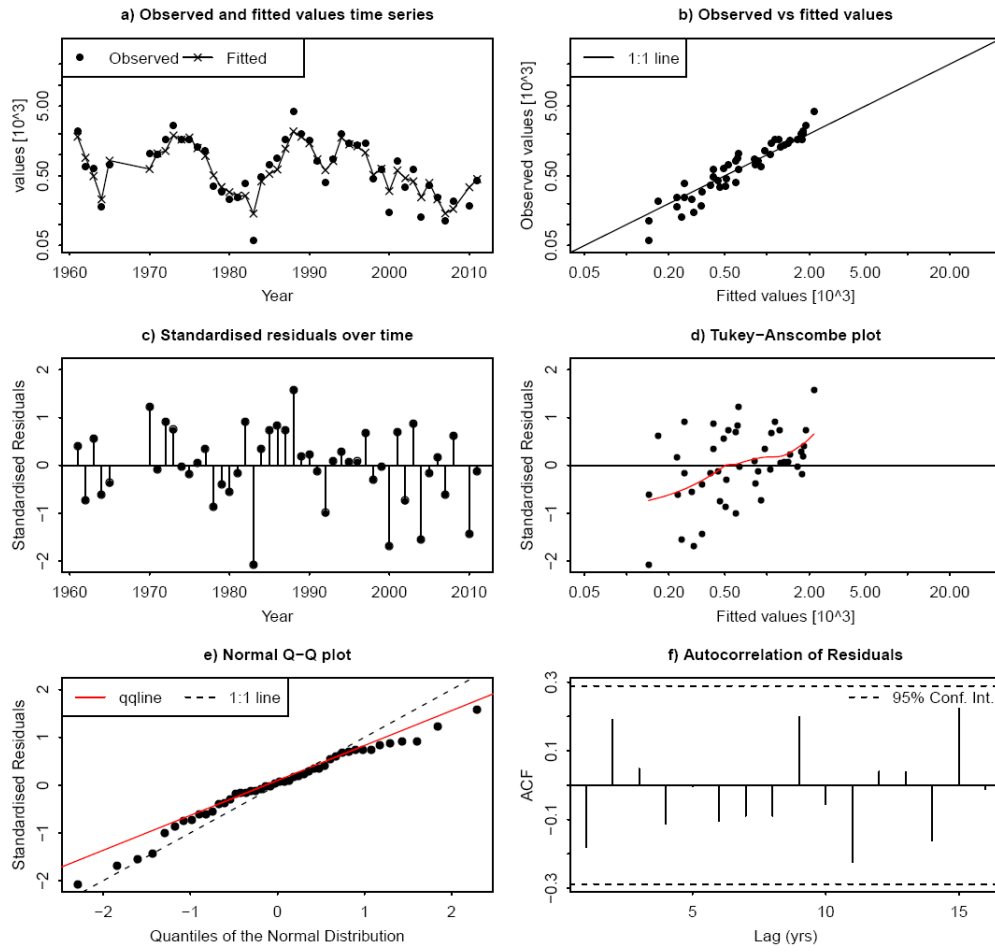 a) Observed and fitted values time series
Observed Fitted
values [10^3]
0.05 0.50 5.00
1960 1970 1980 1990 2000 2010
Year
b) Observed vs fitted values
1:1 line
Observed values [10^3]
0.05 0.50 5.00
0.05 0.20 0.50 2.00 5.00 20.00
Fitted values [10^3]
c) Standardised residuals over time
Standardised Residuals
−2 −1 0 1 2
1960 1970 1980 1990 2000 2010
Year
d) Tukey−Anscombe plot
Standardised Residuals
−2 −1 0 1 2
0.05 0.20 0.50 2.00 5.00 20.00
Fitted values [10^3]
e) Normal Q−Q plot
qqline 1:1 line
Standardised Residuals
−2 −1 0 1 2
−2 −1 0 1 2
Quantiles of the Normal Distribution
f) Autocorrelation of Residuals
95% Conf. Int.
ACF
−0.3 −0.1 0.1 0.3
5 10 15
Lag (yrs)